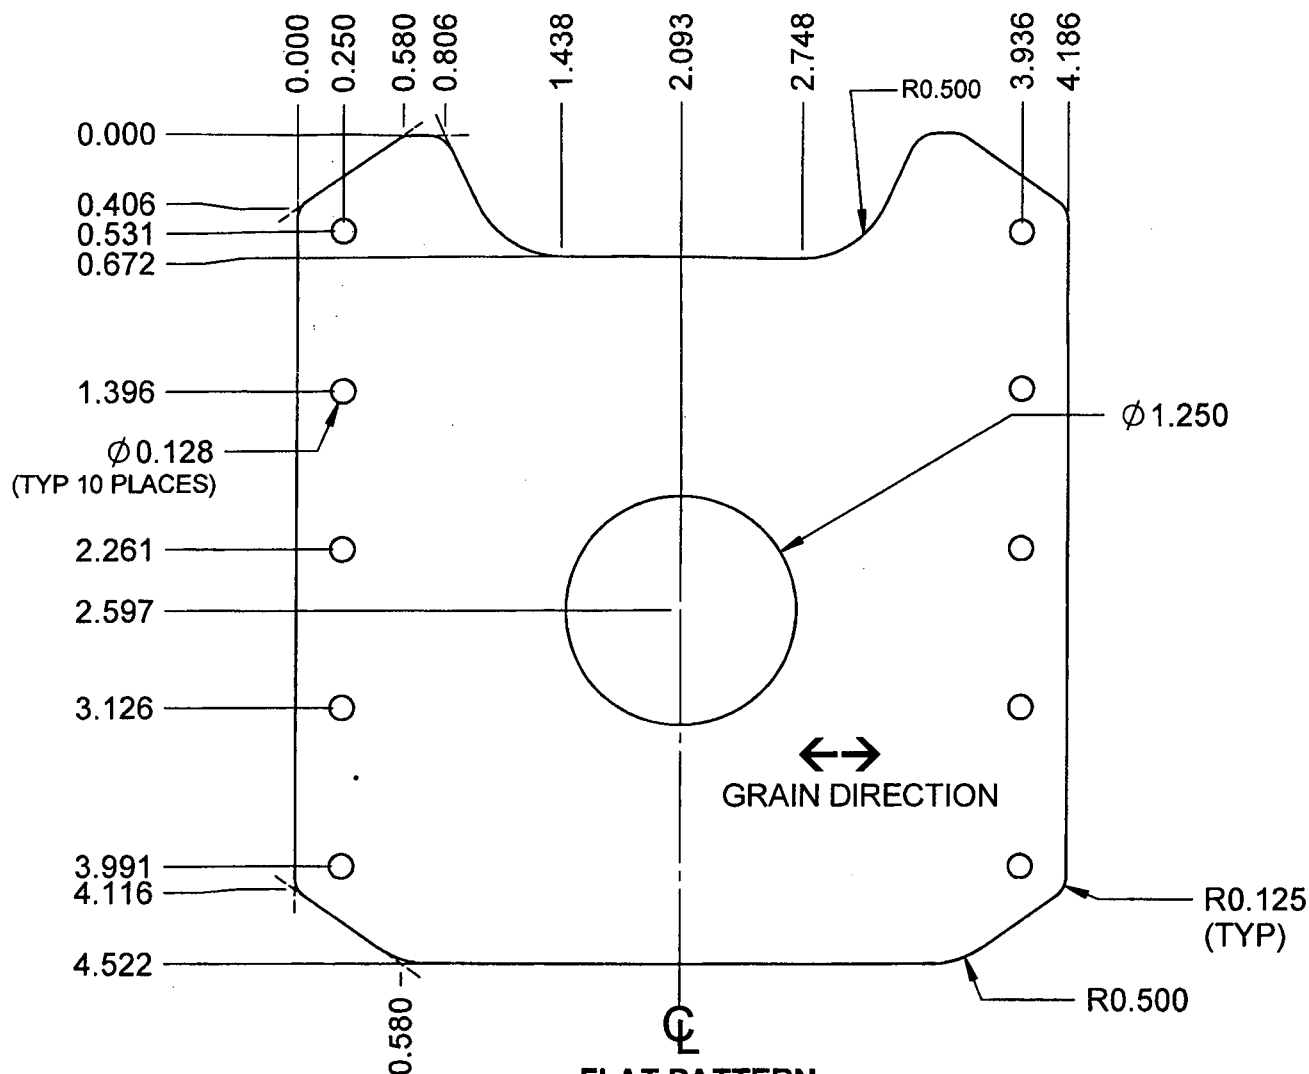 0.000
0.250
0.580
0.806
1.438
2.093
2.748
3.936
4.186
R0.500
0.000
0.406
0.531
0.672
1.396
Ø1.250
Ø0.128
(TYP 10 PLACES)
2.261
2.597
3.126
GRAIN DIRECTION
3.991
4.116
R0.125
(TYP)
4.522
R0.500
0.580
CL
FLAT PATTERN